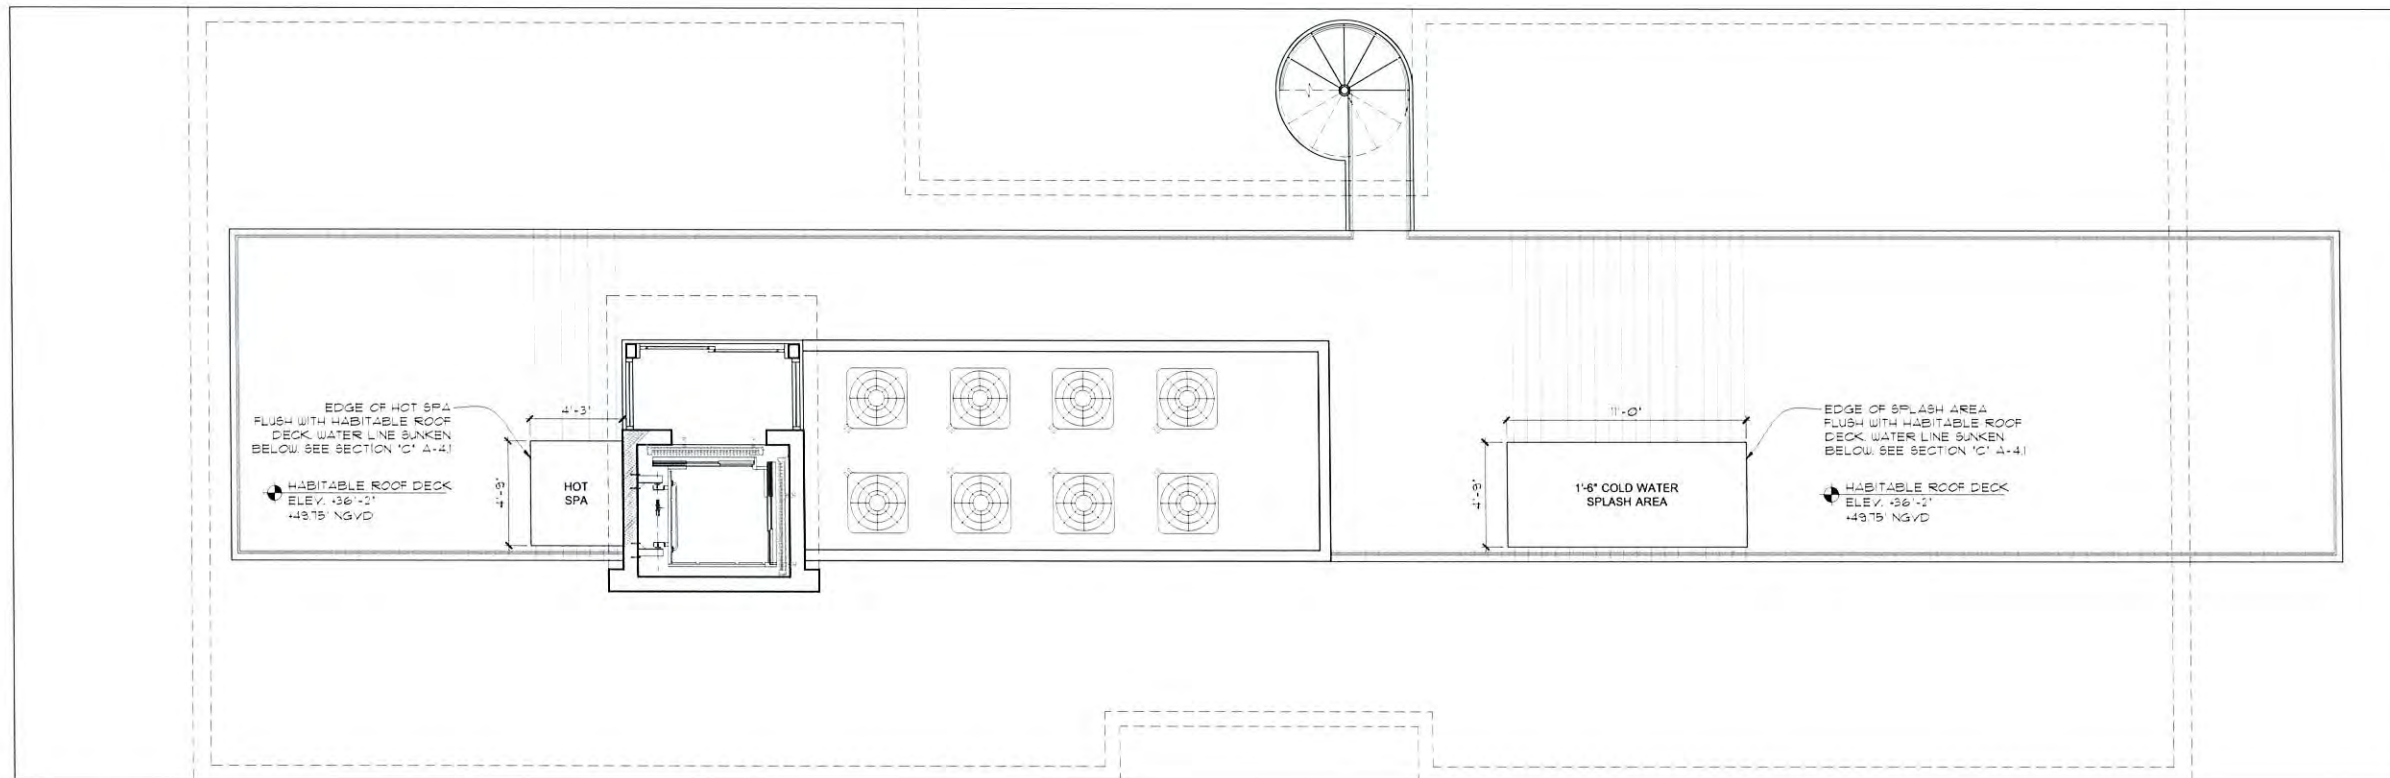 EDGE OF HOT SPA
FLUSH WITH HABITABLE ROOF
DECK. WATER LINE SUNKEN
BELOW. SEE SECTION "C" A-4.1
HABITABLE ROOF DECK
ELEV. +36'-2"
+49.75' NGVD
4'-3"
4'-9"
HOT
SPA
11'-0"
4'-9"
1'-6" COLD WATER
SPLASH AREA
EDGE OF SPLASH AREA
FLUSH WITH HABITABLE ROOF
DECK. WATER LINE SUNKEN
BELOW. SEE SECTION "C" A-4.1
HABITABLE ROOF DECK
ELEV. +36'-2"
+49.75' NGVD